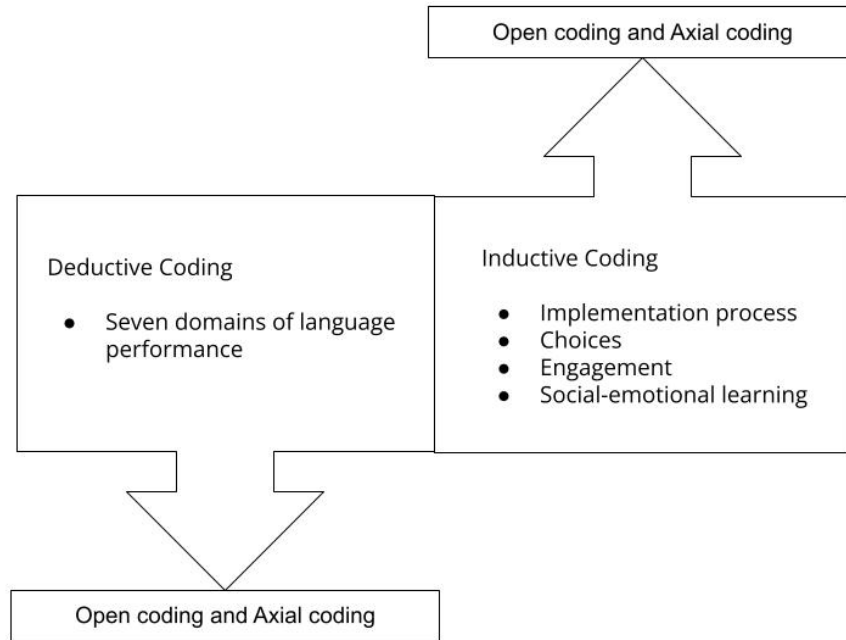 Open coding and Axial coding
Deductive Coding
● Seven domains of language
performance
Inductive Coding
● Implementation process
● Choices
● Engagement
● Social-emotional learning
Open coding and Axial coding